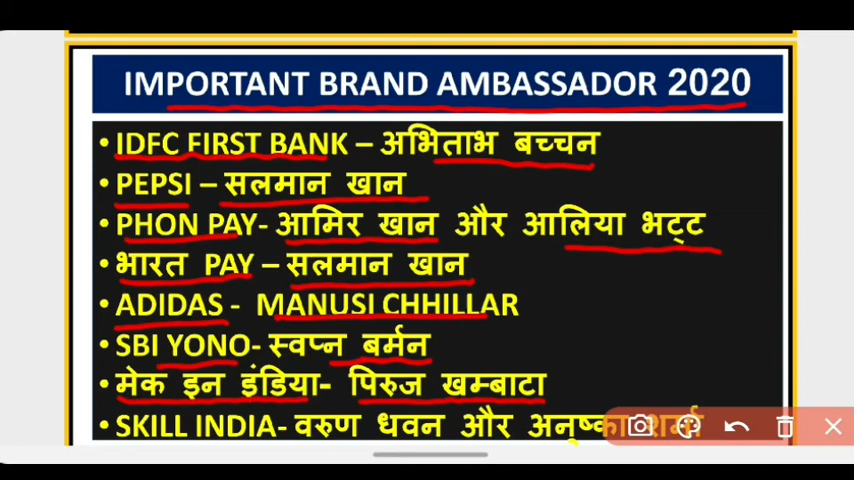 IMPORTANT BRAND AMBASSADOR 2020
• IDFC FIRST BANK – अभिताभ बच्चन
• PEPSI – सलमान खान
• PHON PAY- आमिर खान और आलिया भट्ट
• भारत PAY – सलमान खान
• ADIDAS - MANUSI CHHILLAR
• SBI YONO- स्वप्न बर्मन
• मेक इन इंडिया- पिरुज खम्बाटा
• SKILL INDIA- वरुण धवन और अनुष्का शर्मा